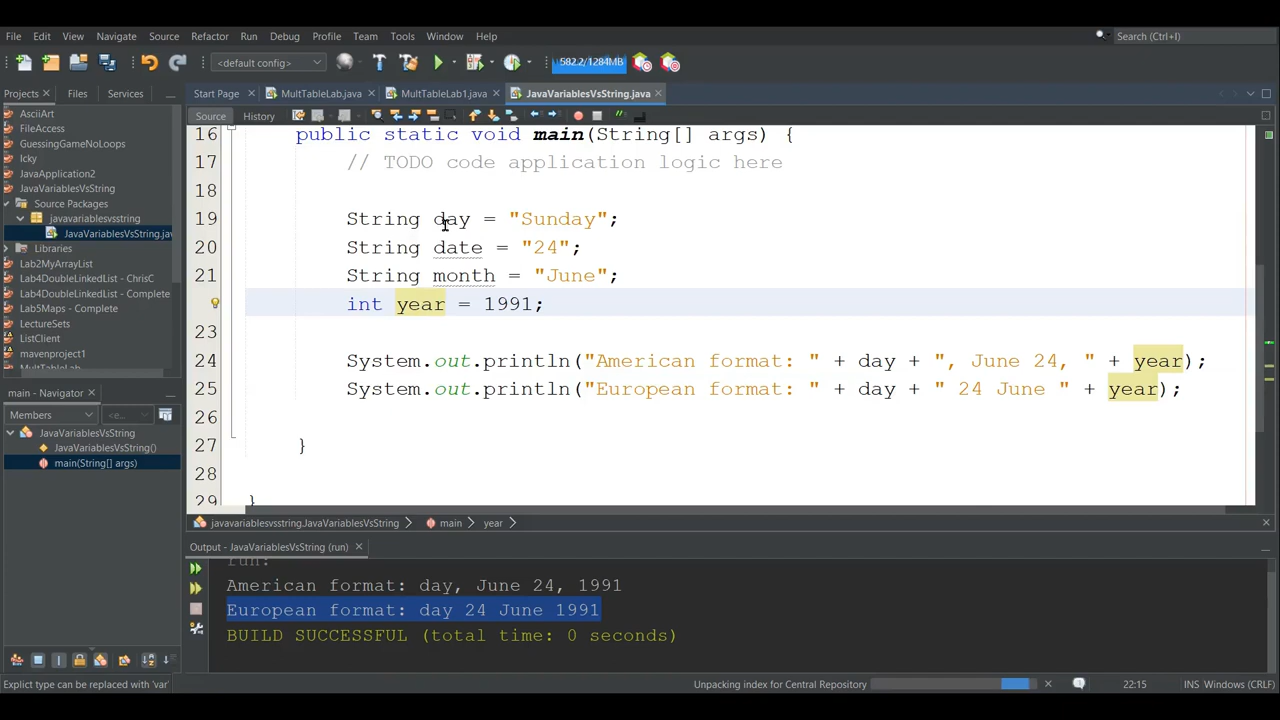 File Edit View Navigate Source Refactor Run Debug Profile Team Tools Window Help
Search (Ctrl+I)
<default config>
582.2/1284MB
Projects Files Services
Start Page MultTableLab.java MultTableLab1.java JavaVariablesVsString.java
Source History
AsciiArt
FileAccess
GuessingGameNoLoops
Icky
JavaApplication2
JavaVariablesVsString
Source Packages
javavariablesvsstring
JavaVariablesVsString.jav
Libraries
Lab2MyArrayList
Lab4DoubleLinkedList - ChrisC
Lab4DoubleLinkedList - Complete
Lab5Maps - Complete
LectureSets
ListClient
mavenproject1
MultTableLab
main - Navigator
Members <e...
JavaVariablesVsString
JavaVariablesVsString()
main(String[] args)
16 public static void main(String[] args) {
17 // TODO code application logic here
18
19 String day = "Sunday";
20 String date = "24";
21 String month = "June";
int year = 1991;
23
24 System.out.println("American format: " + day + ", June 24, " + year);
25 System.out.println("European format: " + day + " 24 June " + year);
26
27 }
28
29 }
javavariablesvsstring.JavaVariablesVsString main year
Output - JavaVariablesVsString (run)
run:
American format: day, June 24, 1991
European format: day 24 June 1991
BUILD SUCCESSFUL (total time: 0 seconds)
Explict type can be replaced with 'var'
Unpacking index for Central Repository
22:15 INS Windows (CRLF)